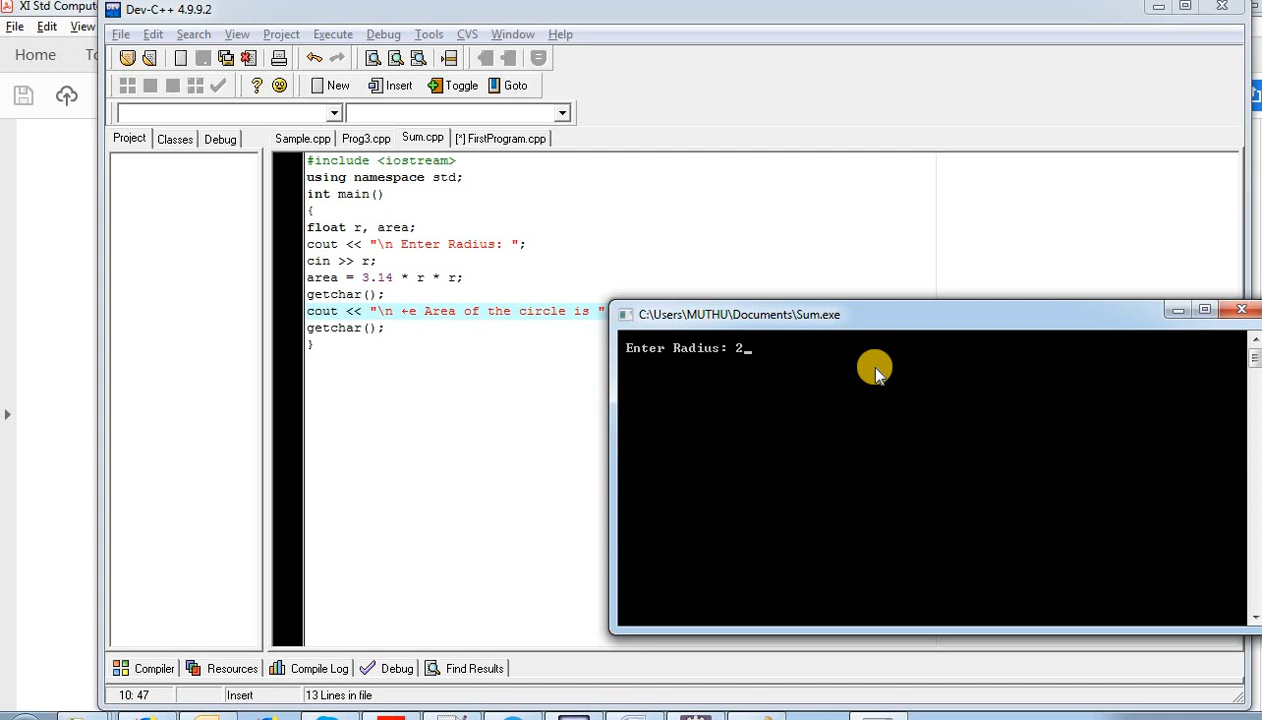 XI Std Compute
Dev-C++ 4.9.9.2
File Edit View
File Edit Search View Project Execute Debug Tools CVS Window Help
Home
New Insert Toggle Goto
Project Classes Debug
Sample.cpp Prog3.cpp Sum.cpp [*] FirstProgram.cpp
#include <iostream>
using namespace std;
int main()
{
float r, area;
cout << "\n Enter Radius: ";
cin >> r;
area = 3.14 * r * r;
getchar();
cout << "\n ←e Area of the circle is "
getchar();
}
C:\Users\MUTHU\Documents\Sum.exe
Enter Radius: 2_
Compiler Resources Compile Log Debug Find Results
10: 47 Insert 13 Lines in file